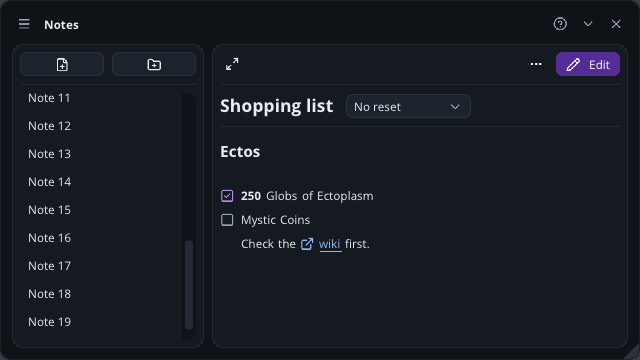 Notes
Edit
Note 11
Note 12
Note 13
Note 14
Note 15
Note 16
Note 17
Note 18
Note 19
Shopping list
No reset
Ectos
250 Globs of Ectoplasm
Mystic Coins
Check the wiki first.